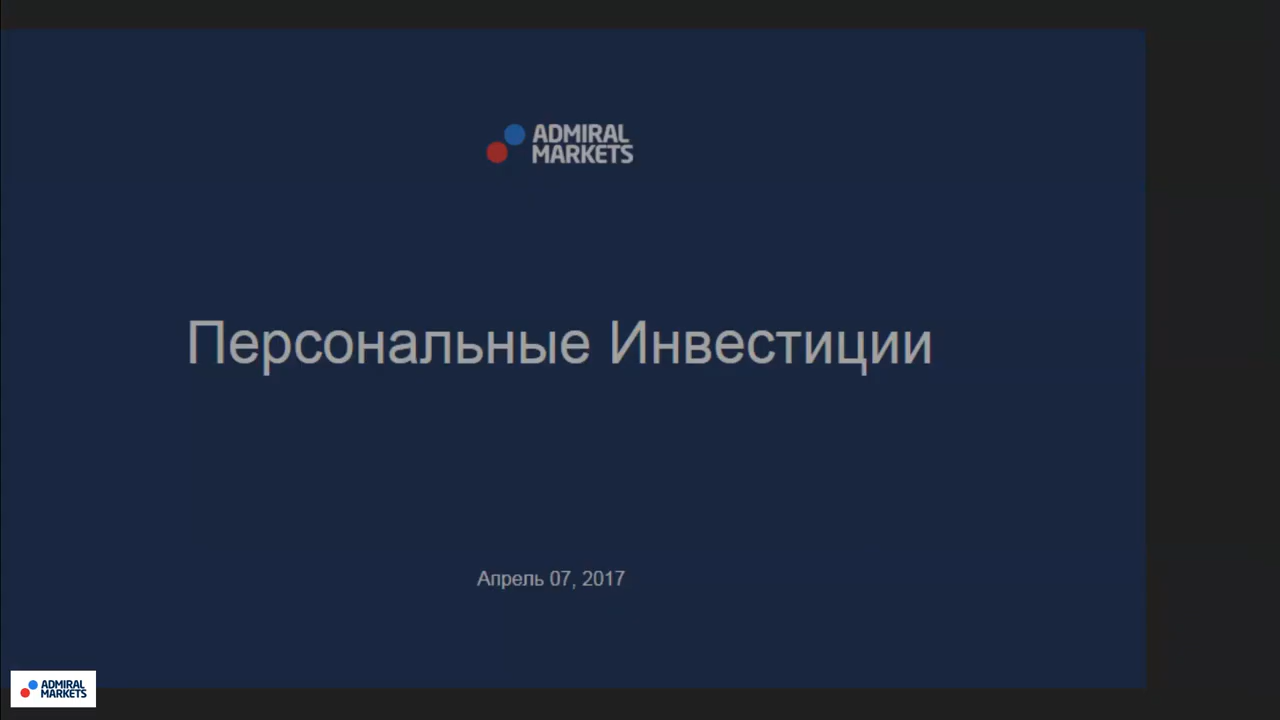 ADMIRAL
MARKETS
Персональные Инвестиции
Апрель 07, 2017
ADMIRAL
MARKETS